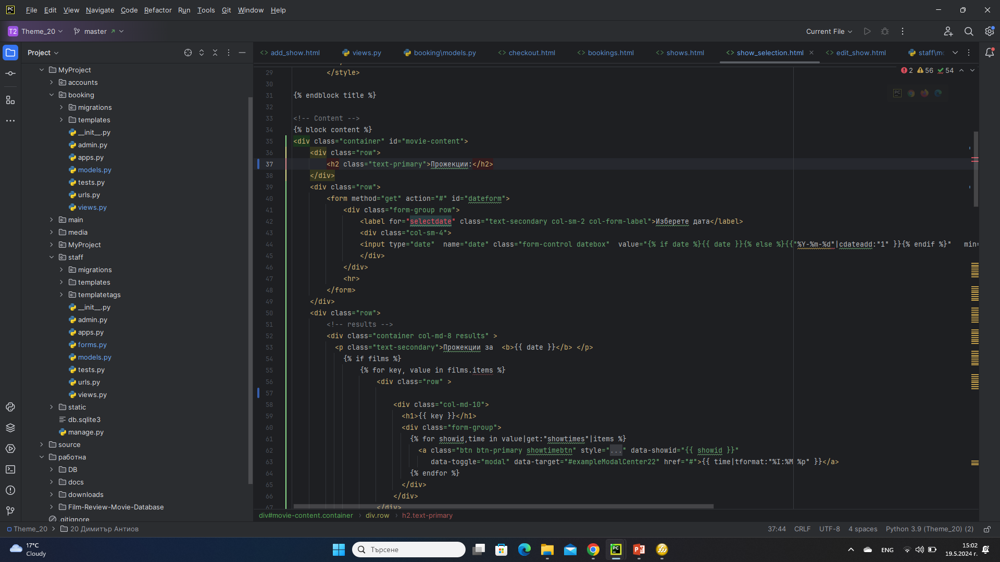 PC File Edit View Navigate Code Refactor Run Tools Git Window Help
T2 Theme_20 master Current File
Project
MyProject
accounts
booking
migrations
templates
__init__.py
admin.py
apps.py
models.py
tests.py
urls.py
views.py
main
media
MyProject
staff
migrations
templates
templatetags
__init__.py
admin.py
apps.py
forms.py
models.py
tests.py
urls.py
views.py
static
db.sqlite3
manage.py
source
работна
DB
docs
downloads
Film-Review-Movie-Database
.gitignore
<> add_show.html views.py booking\models.py <> checkout.html <> bookings.html <> shows.html <> show_selection.html <> edit_show.html staff\mo
2 56 54
29 </style>
30
31 {% endblock title %}
32
33 <!-- Content -->
34 {% block content %}
35 <div class="container" id="movie-content">
36 <div class="row">
37 <h2 class="text-primary">Прожекции:</h2>
38 </div>
39 <div class="row">
40 <form method="get" action="#" id="dateform">
41 <div class="form-group row">
42 <label for="selectdate" class="text-secondary col-sm-2 col-form-label">Изберете дата</label>
43 <div class="col-sm-4">
44 <input type="date"  name="date" class="form-control datebox"  value="{% if date %}{{ date }}{% else %}{{"%Y-%m-%d"|cdateadd:"1" }}{% endif %}"   min=
45 </div>
46 </div>
47 <hr>
48 </form>
49 </div>
50 <div class="row">
51 <!-- results -->
52 <div class="container col-md-8 results" >
53 <p class="text-secondary">Прожекции за  <b>{{ date }}</b> </p>
54 {% if films %}
55 {% for key, value in films.items %}
56 <div class="row" >
57
58 <div class="col-md-10">
59 <h1>{{ key }}</h1>
60 <div class="form-group">
61 {% for showid,time in value|get:"showtimes"|items %}
62 <a class="btn btn-primary showtimebtn" style="..." data-showid="{{ showid }}"
63 data-toggle="modal" data-target="#exampleModalCenter22" href="#">{{ time|tformat:"%I:%M %p" }}</a>
64 {% endfor %}
65 </div>
66 </div>
67 </div>
div#movie-content.container > div.row > h2.text-primary
Theme_20 > 20 Димитър Антиов 37:44 CRLF UTF-8 4 spaces Python 3.9 (Theme_20) (2)
17°C
Cloudy
Търсене
PC
ENG
15:02
19.5.2024 г.